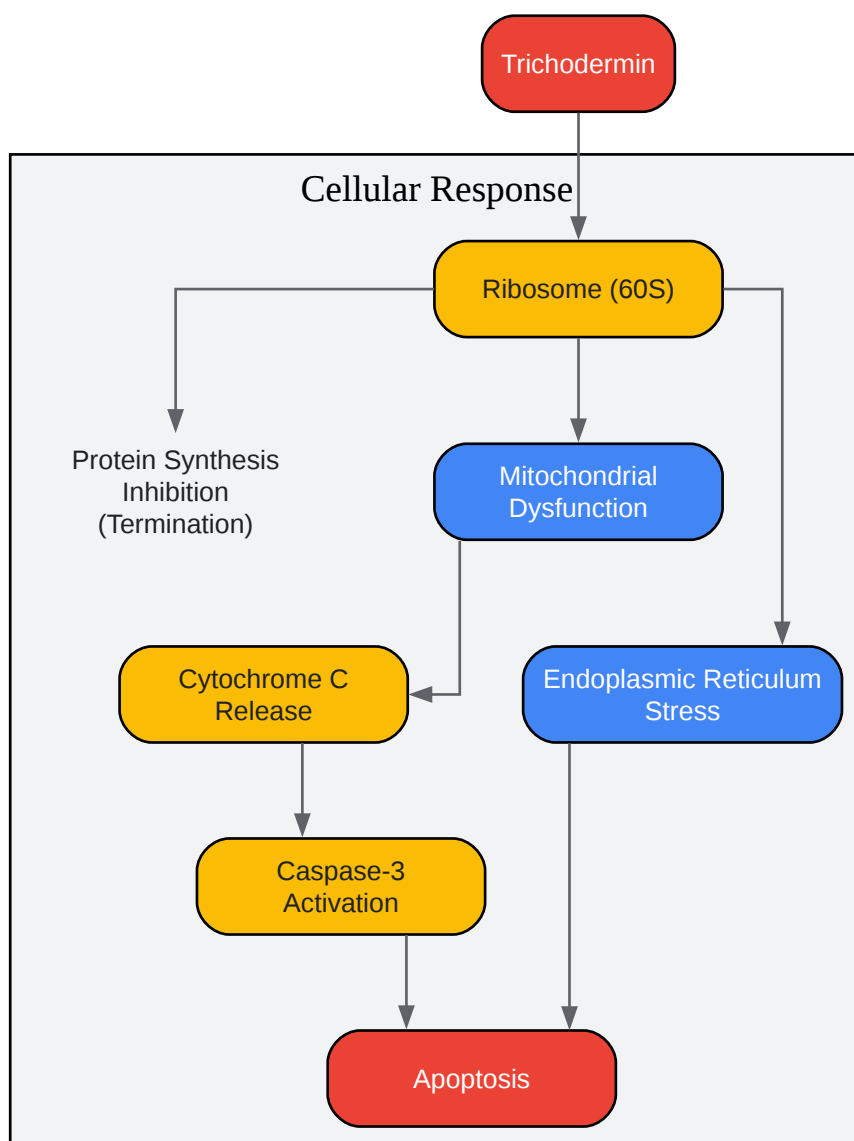 Trichodermin
Cellular Response
Ribosome (60S)
Protein Synthesis
Inhibition
(Termination)
Mitochondrial
Dysfunction
Cytochrome C
Release
Endoplasmic Reticulum
Stress
Caspase-3
Activation
Apoptosis